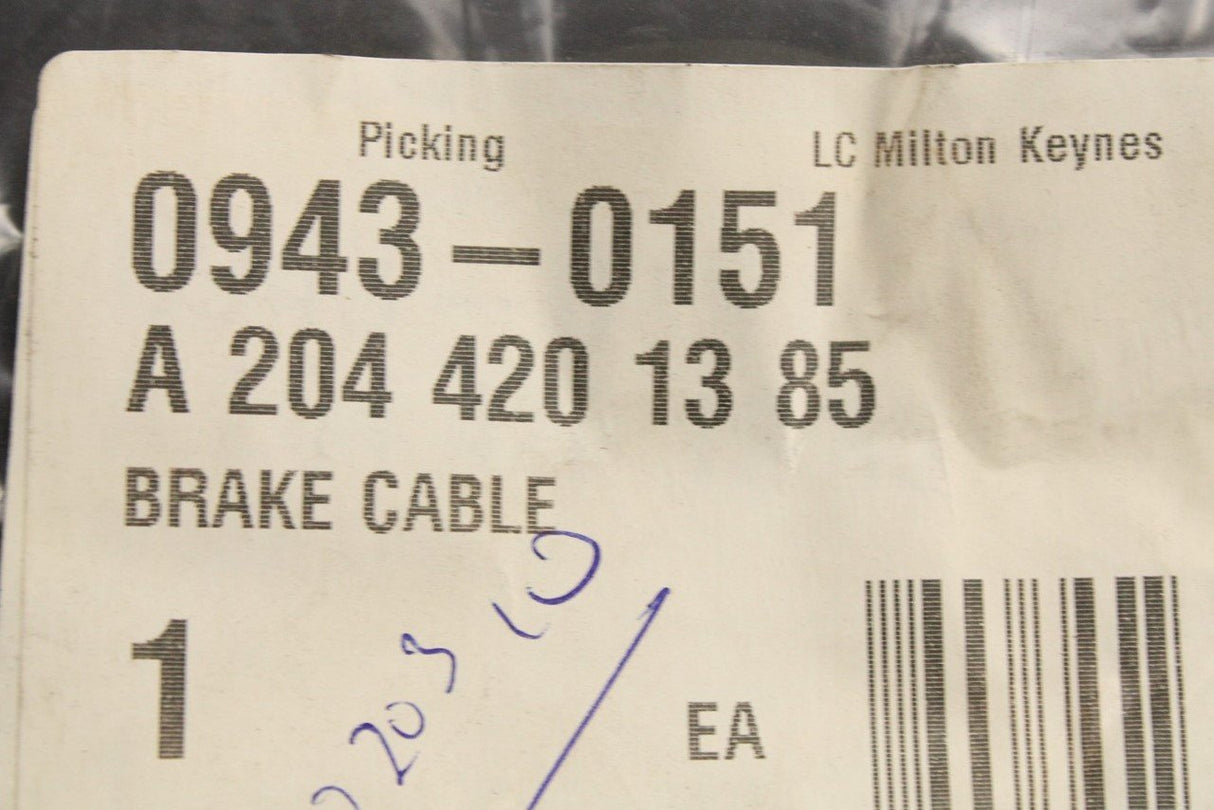 Picking LC Milton Keynes
0943-0151
A 204 420 13 85
BRAKE CABLE
1 EA